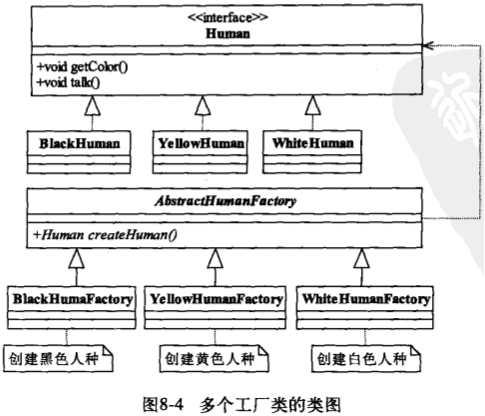 <<interface>>
Human
+void getColor()
+void talk()
BlackHuman YellowHuman WhiteHuman
AbstractHumanFactory
+Human createHuman()
BlackHumaFactory YellowHumanFactory WhiteHumanFactory
创建黑色人种 创建黄色人种 创建白色人种
图8-4 多个工厂类的类图